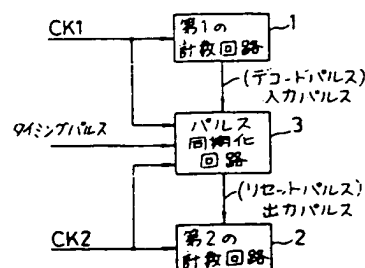 CK1
第1の
計数回路
1
(デコードパルス)
入力パルス
タイミングパルス
パルス
同期化
回路
3
(リセットパルス)
出力パルス
CK2
第2の
計数回路
2